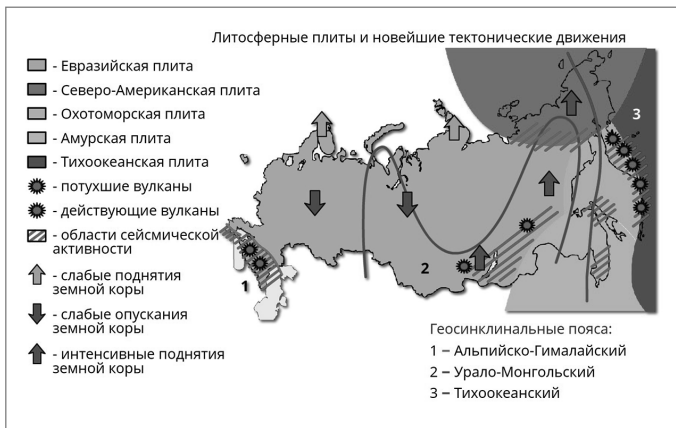 Литосферные плиты и новейшие тектонические движения
- Евразийская плита
- Северо-Американская плита
- Охотоморская плита
- Амурская плита
- Тихоокеанская плита
- потухшие вулканы
- действующие вулканы
- области сейсмической
активности
- слабые поднятия
земной коры
- слабые опускания
земной коры
- интенсивные поднятия
земной коры
3
2
1
Геосинклинальные пояса:
1 – Альпийско-Гималайский
2 – Урало-Монгольский
3 – Тихоокеанский